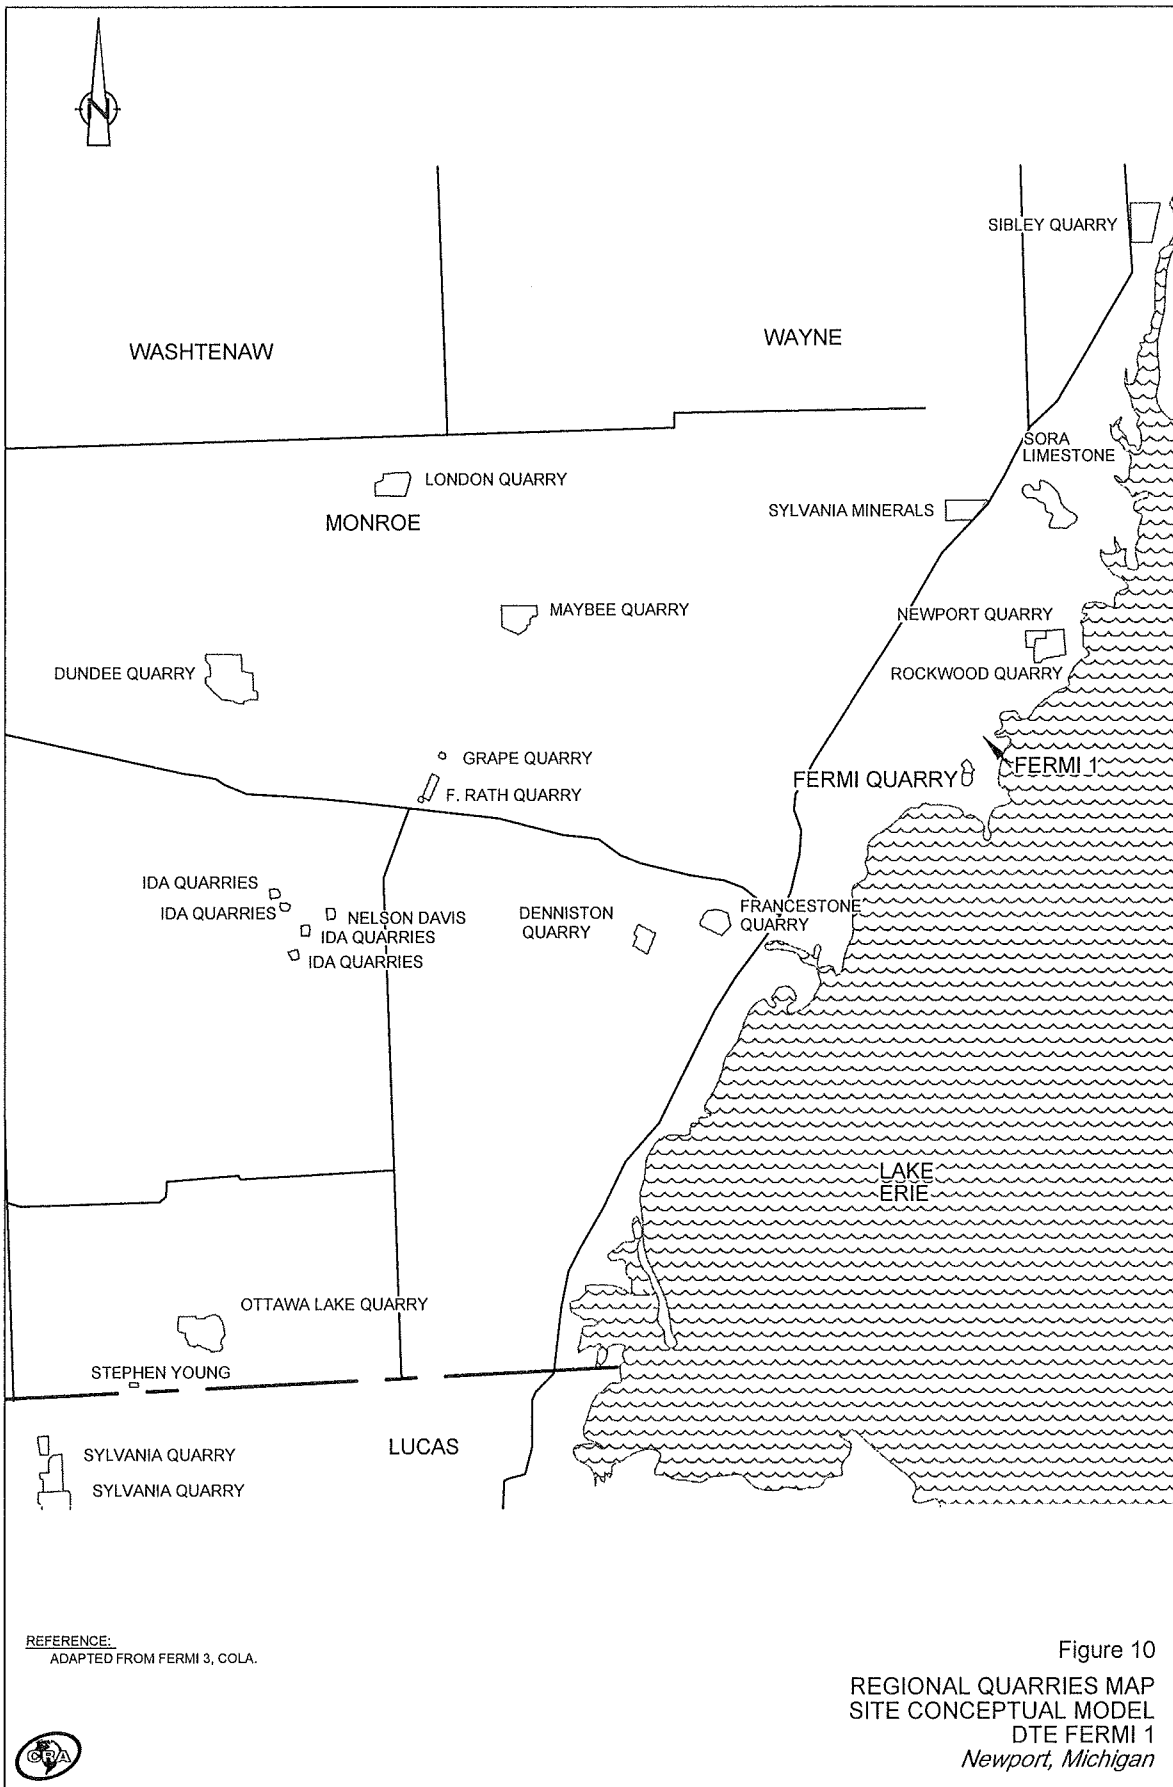 N
SIBLEY QUARRY
WASHTENAW
WAYNE
SORA
LIMESTONE
LONDON QUARRY
MONROE
SYLVANIA MINERALS
MAYBEE QUARRY
NEWPORT QUARRY
DUNDEE QUARRY
ROCKWOOD QUARRY
GRAPE QUARRY
FERMI QUARRY
FERMI 1
F. RATH QUARRY
IDA QUARRIES
IDA QUARRIES
NELSON DAVIS
IDA QUARRIES
IDA QUARRIES
DENNISTON
QUARRY
FRANCESTONE
QUARRY
LAKE
ERIE
OTTAWA LAKE QUARRY
STEPHEN YOUNG
LUCAS
SYLVANIA QUARRY
SYLVANIA QUARRY
REFERENCE:
ADAPTED FROM FERMI 3, COLA.
Figure 10
REGIONAL QUARRIES MAP
SITE CONCEPTUAL MODEL
DTE FERMI 1
Newport, Michigan
CRA